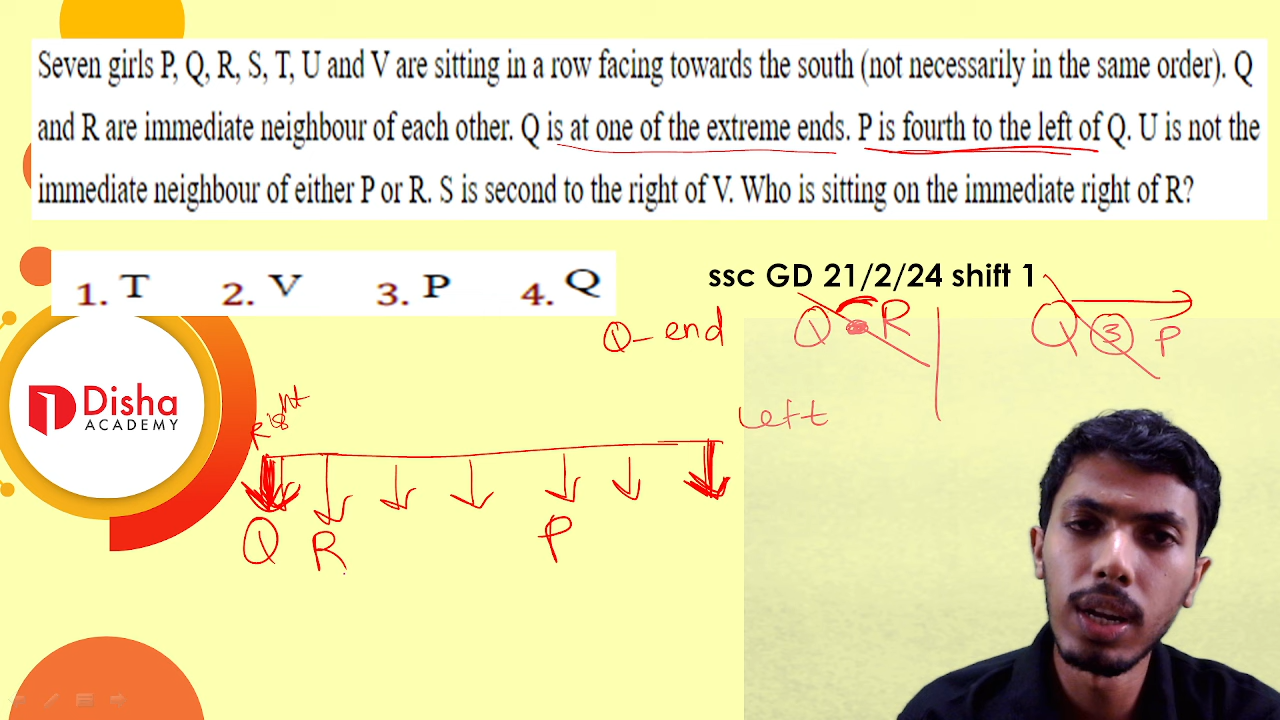 Seven girls P, Q, R, S, T, U and V are sitting in a row facing towards the south (not necessarily in the same order). Q
and R are immediate neighbour of each other. Q is at one of the extreme ends. P is fourth to the left of Q. U is not the
immediate neighbour of either P or R. S is second to the right of V. Who is sitting on the immediate right of R?
1. T 2. V 3. P 4. Q
ssc GD 21/2/24 shift 1
Q - end
Q R
Q 3 P
Disha
ACADEMY
Right
Left
Q R P